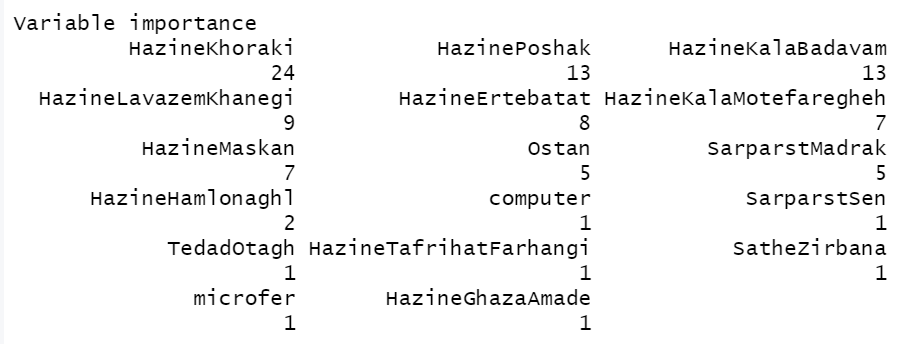 Variable importance
HazineKhoraki HazinePoshak HazineKalaBadavam
24 13 13
HazineLavazemKhanegi HazineErtebatat HazineKalaMotefaregheh
9 8 7
HazineMaskan Ostan SarparstMadrak
7 5 5
HazineHamlonaghl computer SarparstSen
2 1 1
TedadOtagh HazineTafrihatFarhangi SatheZirbana
1 1 1
microfer HazineGhazaAmade
1 1